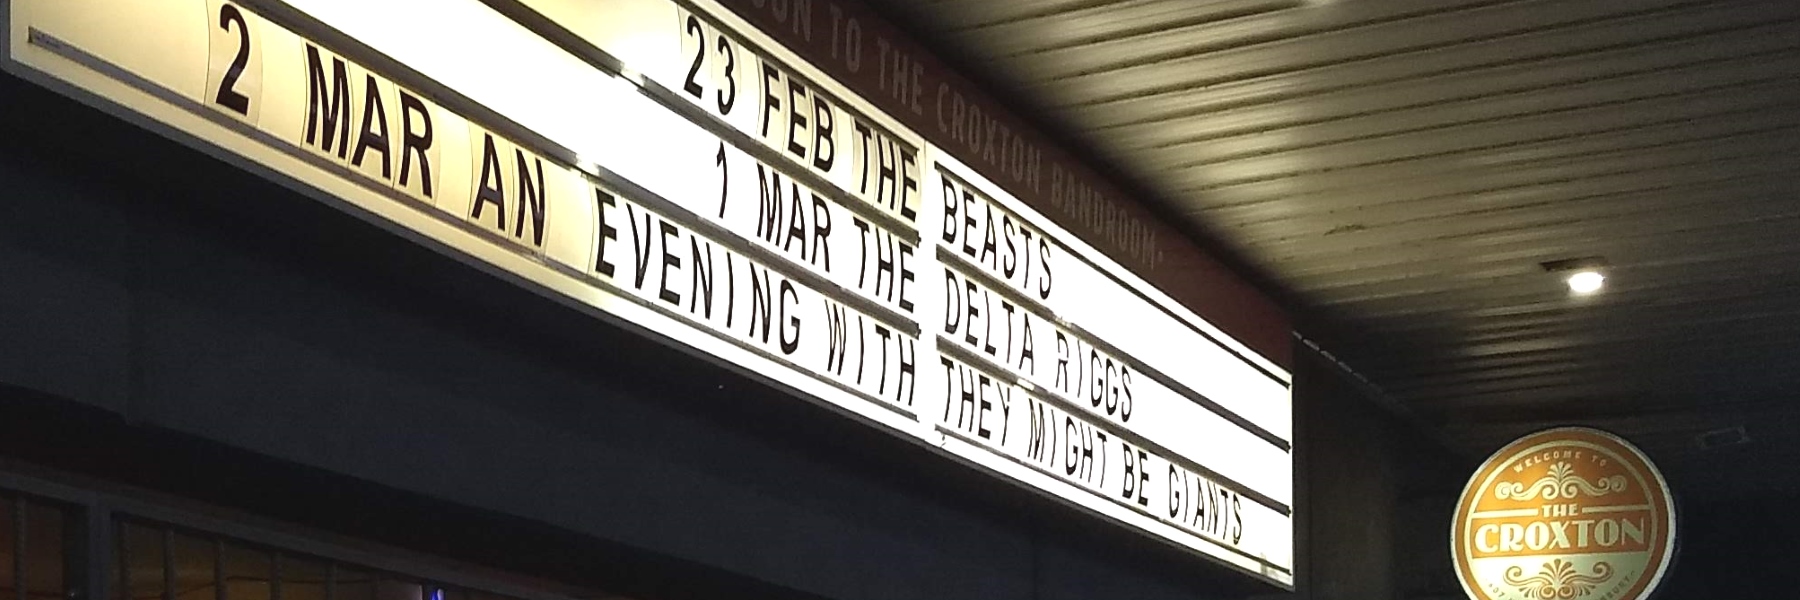 TO THE CROXTON BANDROOM
23 FEB THE BEASTS
1 MAR THE DELTA RIGGS
2 MAR AN EVENING WITH THEY MIGHT BE GIANTS
WELCOME TO
THE
CROXTON